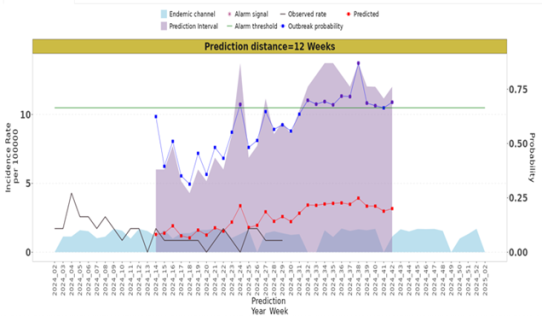 Endemic channel Alarm signal Observed rate Predicted
Prediction Interval Alarm threshold Outbreak probability
Prediction distance=12 Weeks
Incidence Rate
per 100000
10
5
0
0.75
0.50
0.25
0.00
Probability
2024_02 2024_03 2024_04 2024_05 2024_06 2024_07 2024_08 2024_09 2024_10 2024_11 2024_12 2024_13 2024_14 2024_15 2024_16 2024_17 2024_18 2024_19 2024_20 2024_21 2024_22 2024_23 2024_24 2024_25 2024_26 2024_27 2024_28 2024_29 2024_30 2024_31 2024_32 2024_33 2024_34 2024_35 2024_36 2024_37 2024_38 2024_39 2024_40 2024_41 2024_42 2024_43 2024_44 2024_45 2024_46 2024_47 2024_48 2024_49 2024_50 2024_51 2024_52 2025_02
Prediction
Year Week